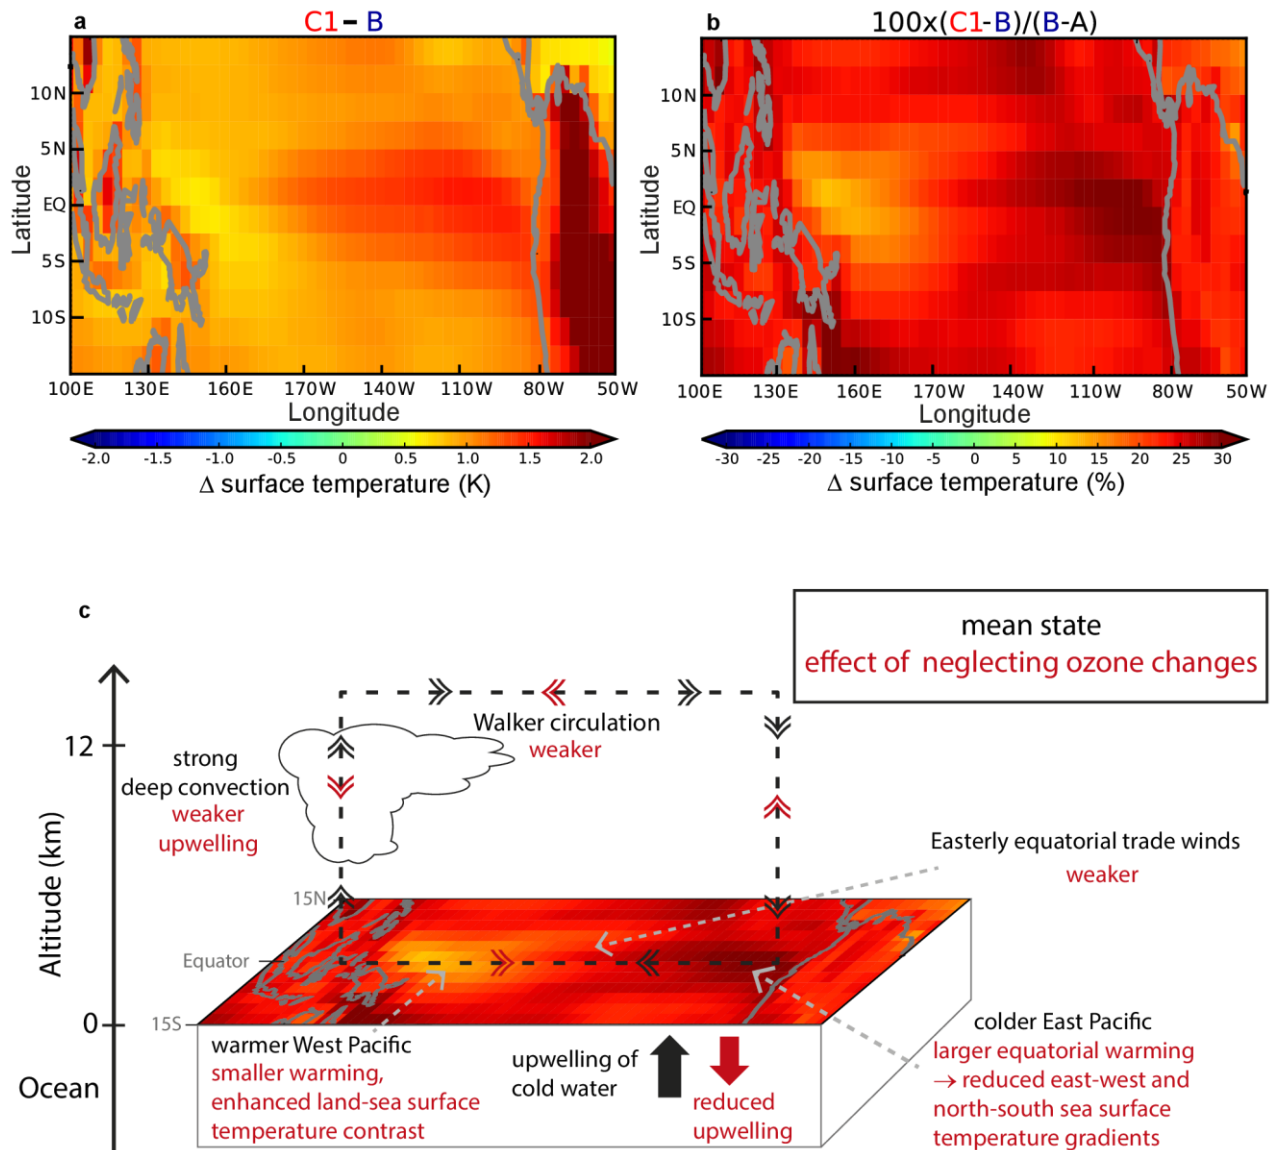 a
C1 – B
10N
5N
EQ
5S
10S
Latitude
100E 130E 160E 170W 140W 110W 80W 50W
Longitude
-2.0 -1.5 -1.0 -0.5 0 0.5 1.0 1.5 2.0
Δ surface temperature (K)
b
100x(C1-B)/(B-A)
10N
5N
EQ
5S
10S
Latitude
100E 130E 160E 170W 140W 110W 80W 50W
Longitude
-30 -25 -20 -15 -10 -5 0 5 10 15 20 25 30
Δ surface temperature (%)
c
mean state
effect of neglecting ozone changes
Altitude (km)
12
0
Ocean
strong
deep convection
weaker
upwelling
Walker circulation
weaker
Easterly equatorial trade winds
weaker
15N
Equator
15S
warmer West Pacific
smaller warming,
enhanced land-sea surface
temperature contrast
upwelling of
cold water
reduced
upwelling
colder East Pacific
larger equatorial warming
→ reduced east-west and
north-south sea surface
temperature gradients